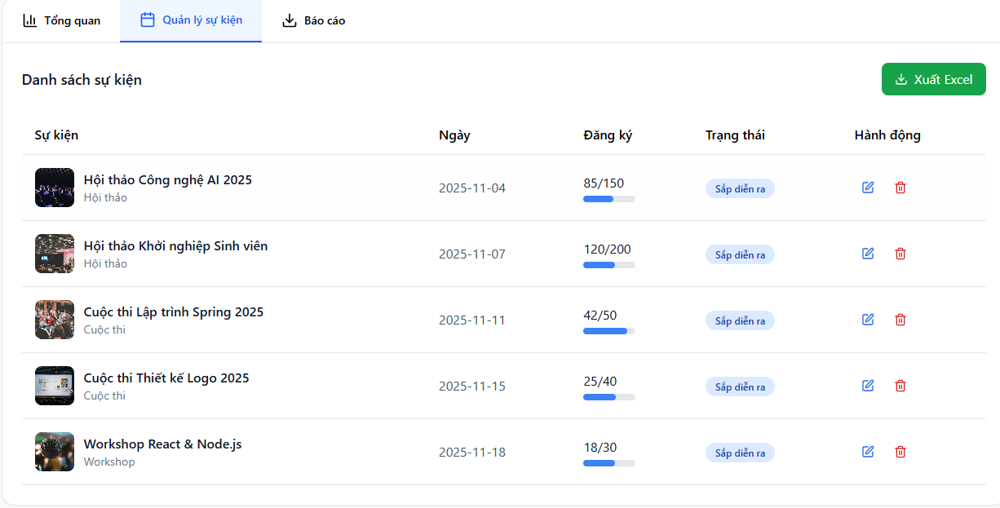 Tổng quan
Quản lý sự kiện
Báo cáo
Danh sách sự kiện
Xuất Excel
Sự kiện Ngày Đăng ký Trạng thái Hành động
Hội thảo Công nghệ AI 2025
Hội thảo
2025-11-04
85/150
Sắp diễn ra
Hội thảo Khởi nghiệp Sinh viên
Hội thảo
2025-11-07
120/200
Sắp diễn ra
Cuộc thi Lập trình Spring 2025
Cuộc thi
2025-11-11
42/50
Sắp diễn ra
Cuộc thi Thiết kế Logo 2025
Cuộc thi
2025-11-15
25/40
Sắp diễn ra
Workshop React & Node.js
Workshop
2025-11-18
18/30
Sắp diễn ra